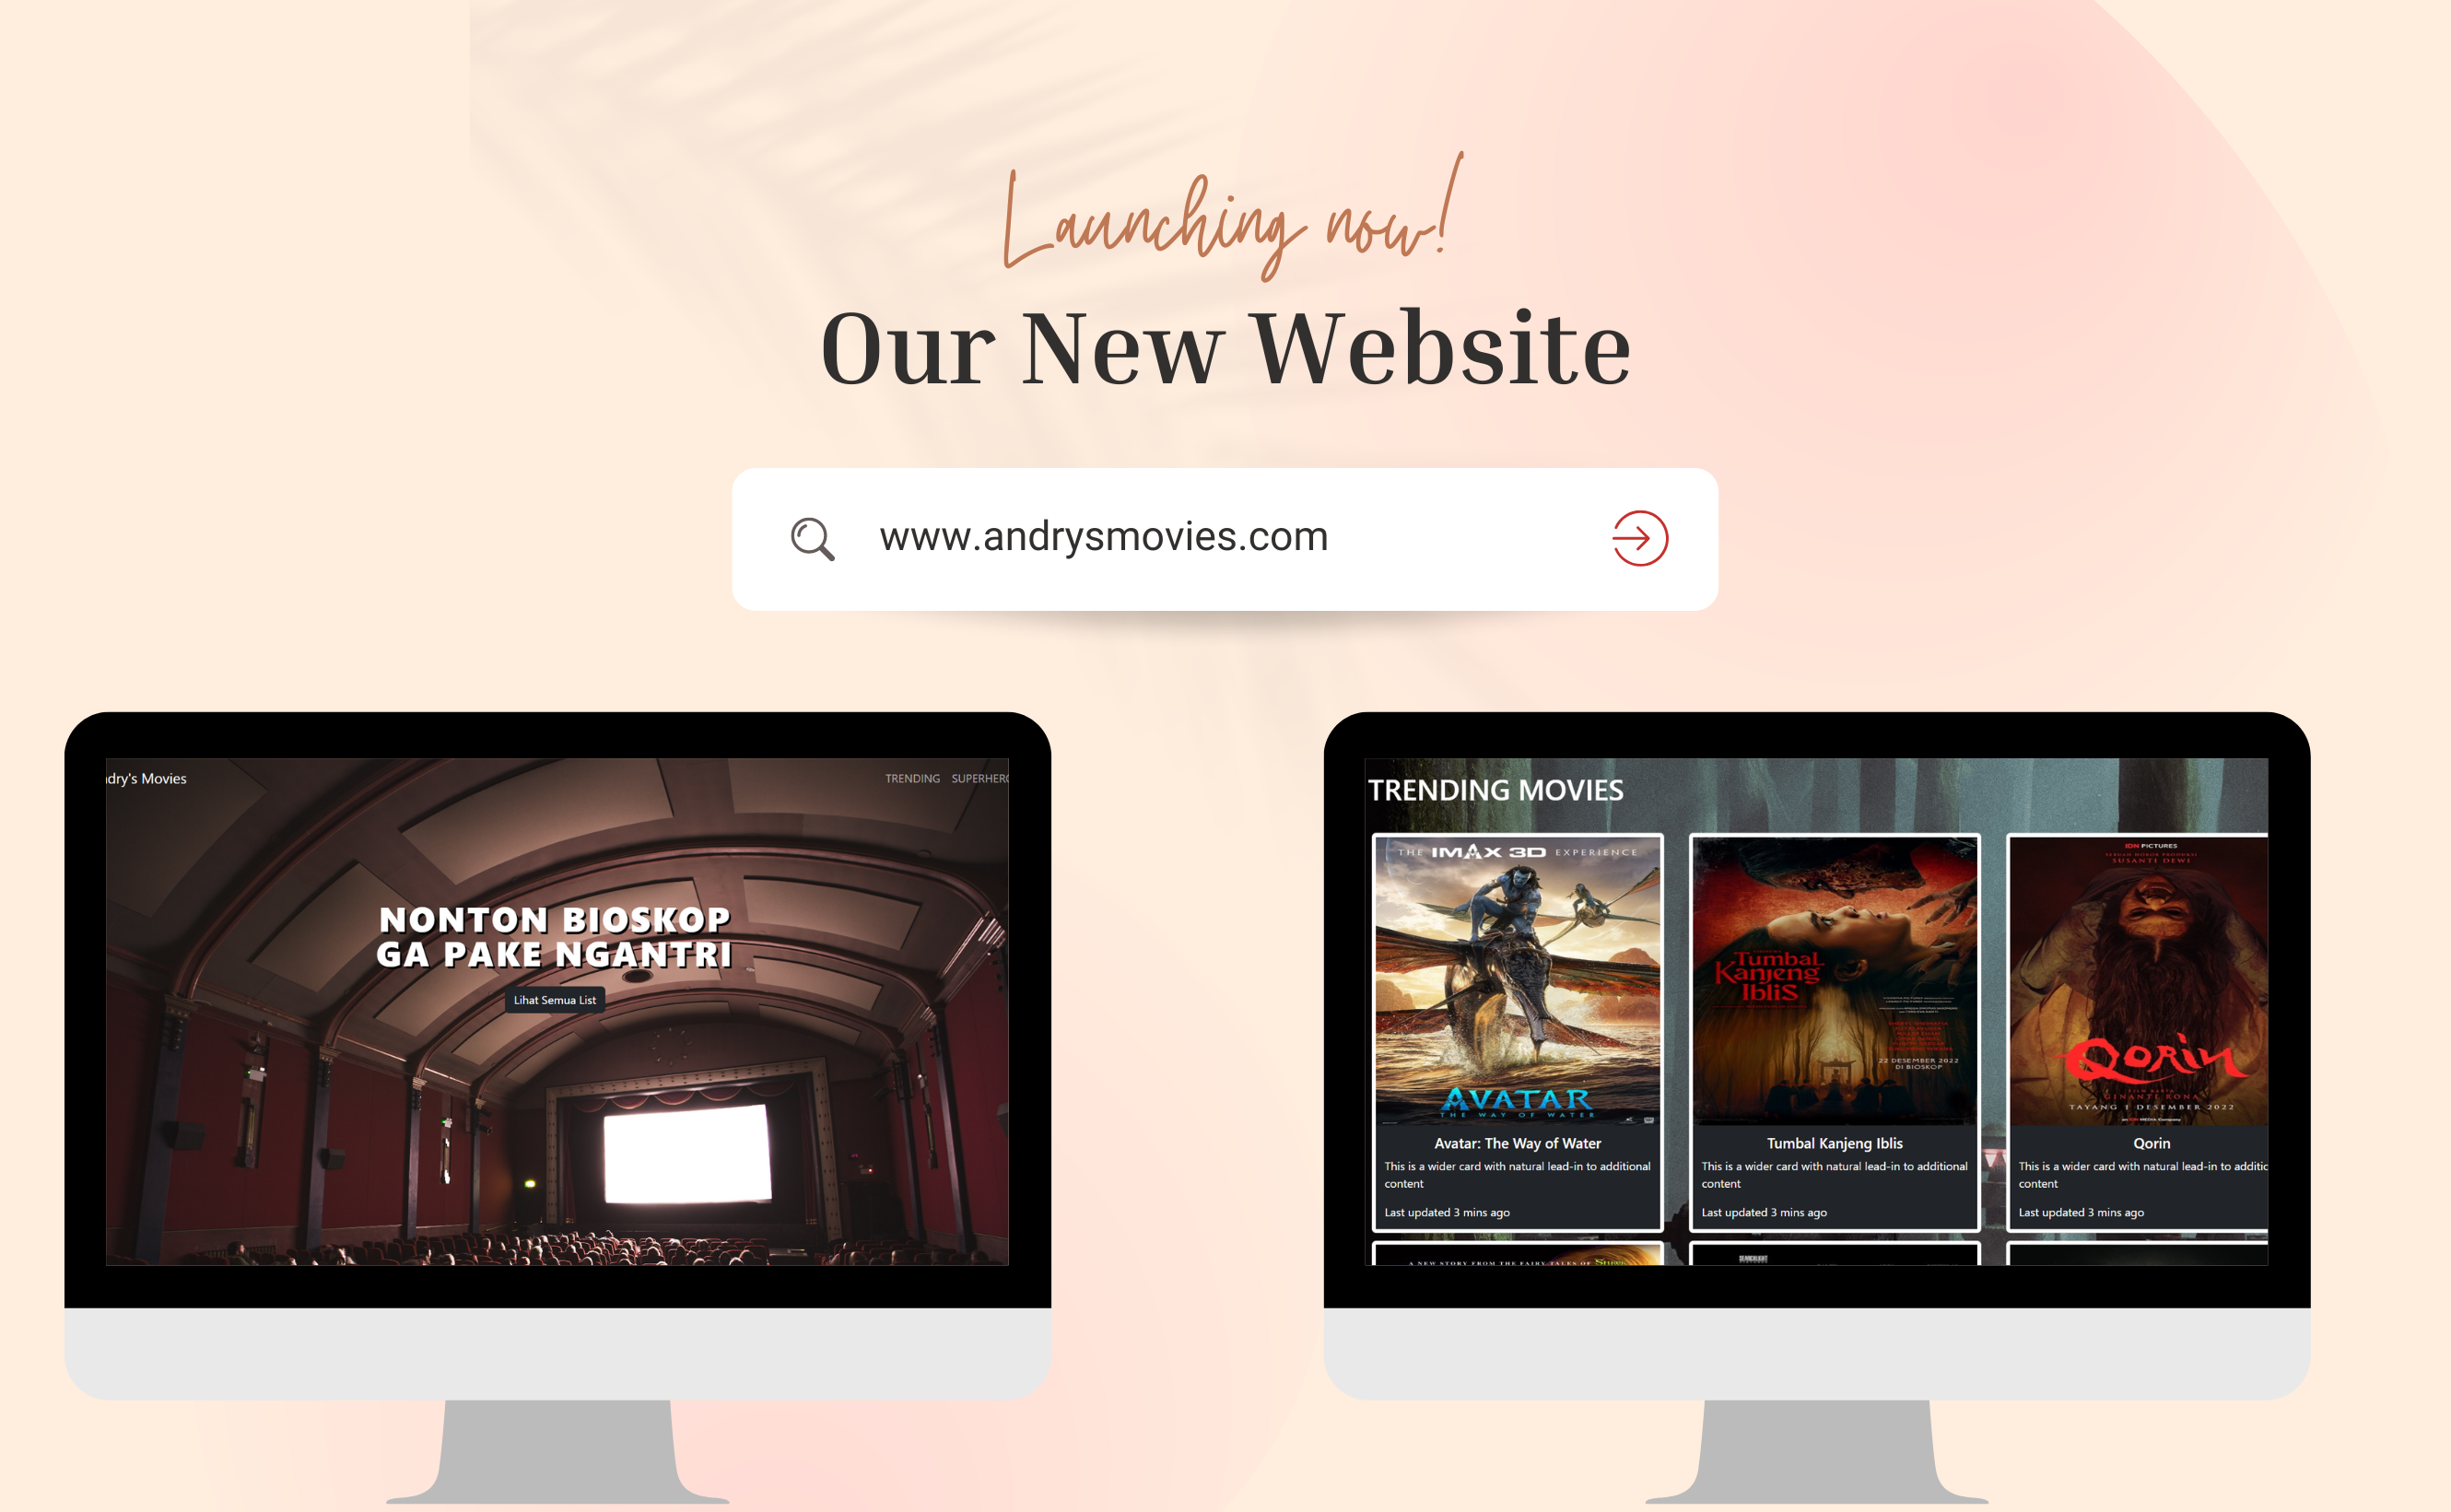 Launching now!
Our New Website
www.andrysmovies.com
dry's Movies
TRENDING SUPERHERO
NONTON BIOSKOP
GA PAKE NGANTRI
Lihat Semua List
TRENDING MOVIES
THE IMAX 3D EXPERIENCE
AVATAR
THE WAY OF WATER
Avatar: The Way of Water
This is a wider card with natural lead-in to additional
content
Last updated 3 mins ago
Tumbal
Kanjeng
Iblis
22 DESEMBER 2022
DI BIOSKOP
Tumbal Kanjeng Iblis
This is a wider card with natural lead-in to additional
content
Last updated 3 mins ago
IDN PICTURES
SUSANTI DEWI
QORIN
GINANTI RONA
TAYANG 1 DESEMBER 2022
Qorin
This is a wider card with natural lead-in to additic
content
Last updated 3 mins ago
A NEW STORY FROM THE FAIRY TALES OF
SEARCHLIGHT